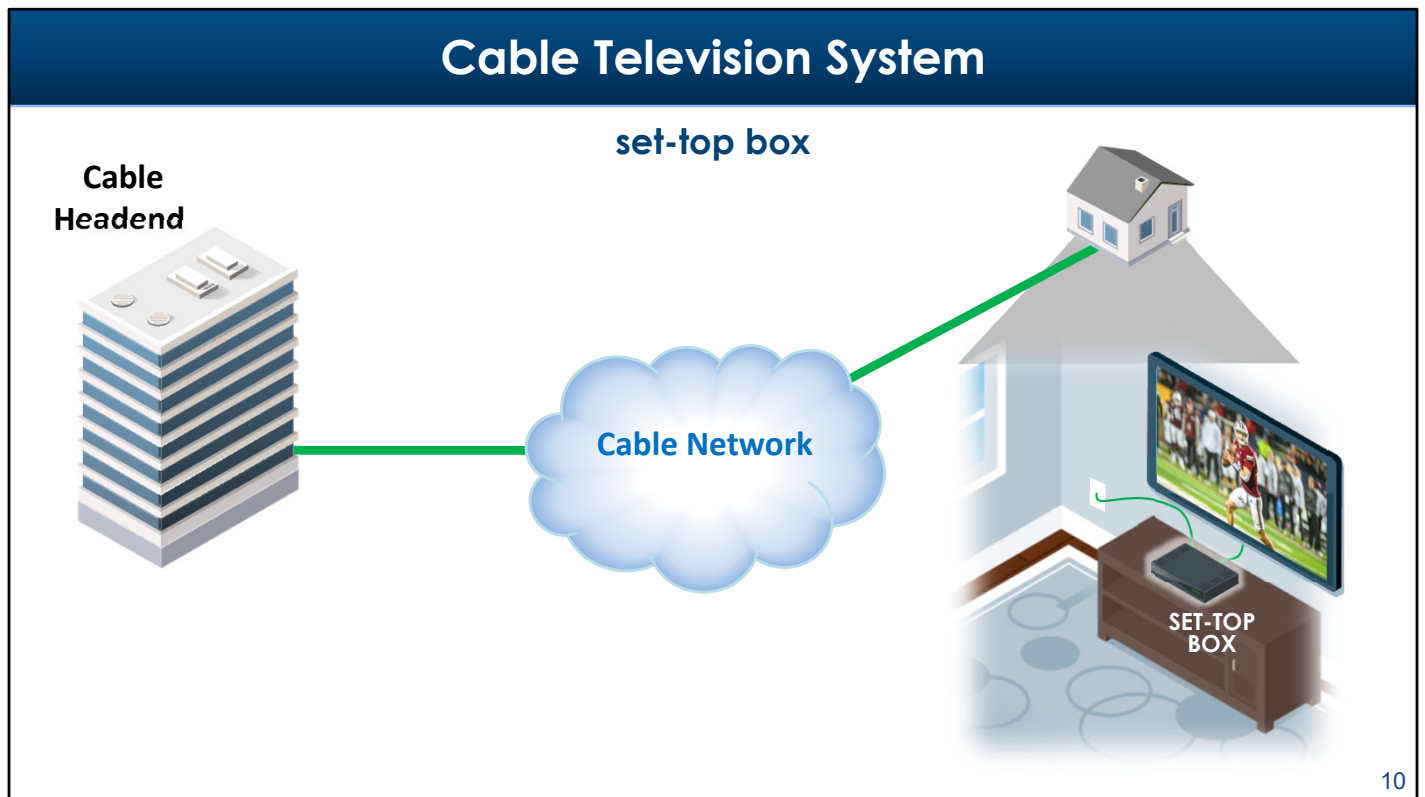 Cable Television System
set-top box
Cable
Headend
Cable Network
SET-TOP
BOX
10